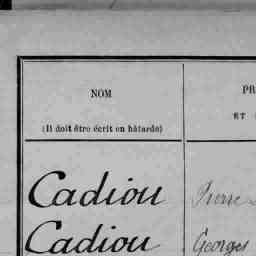 NOM
PR
ET
(Il doit être écrit en bâtarde)
Cadiou Pierre
Cadiou Georges